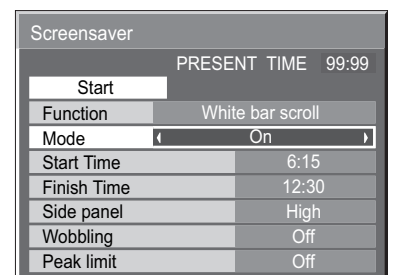 Screensaver
PRESENT TIME 99:99
Start
Function White bar scroll
Mode On
Start Time 6:15
Finish Time 12:30
Side panel High
Wobbling Off
Peak limit Off